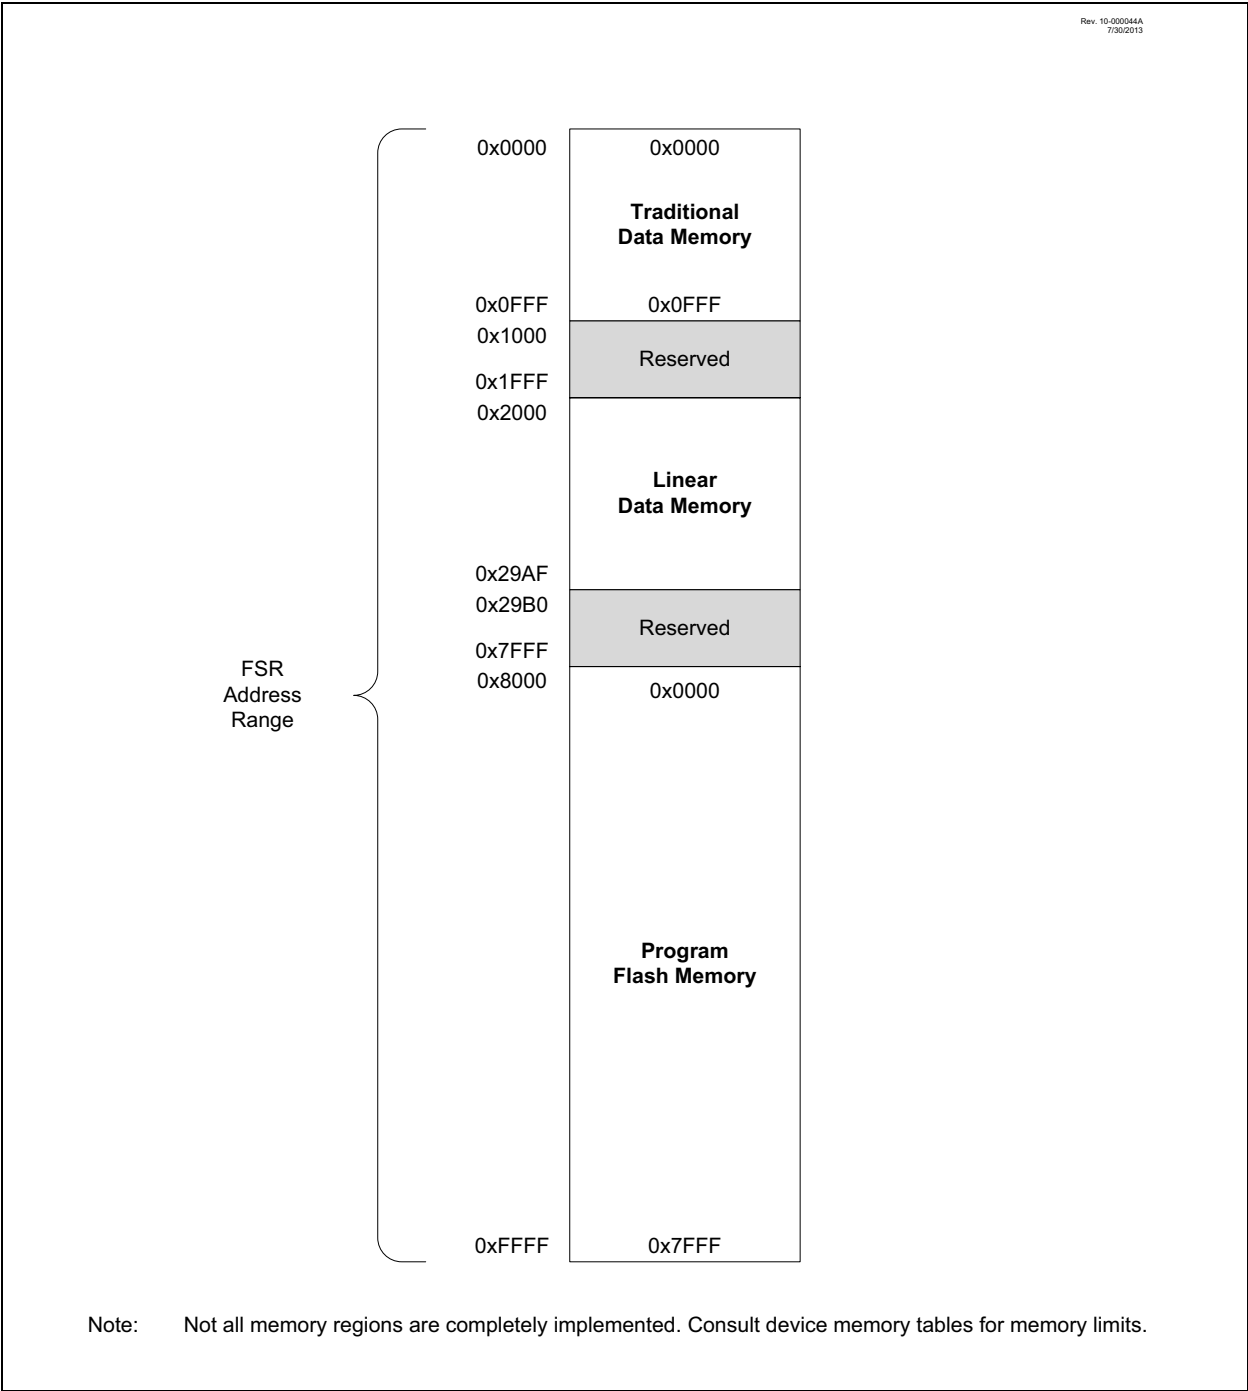 Rev. 10-000044A
7/30/2013
0x0000 0x0000
Traditional
Data Memory
0x0FFF 0x0FFF
0x1000
Reserved
0x1FFF
0x2000
Linear
Data Memory
0x29AF
0x29B0
Reserved
0x7FFF
FSR
Address
Range
0x8000 0x0000
Program
Flash Memory
0xFFFF 0x7FFF
Note: Not all memory regions are completely implemented. Consult device memory tables for memory limits.